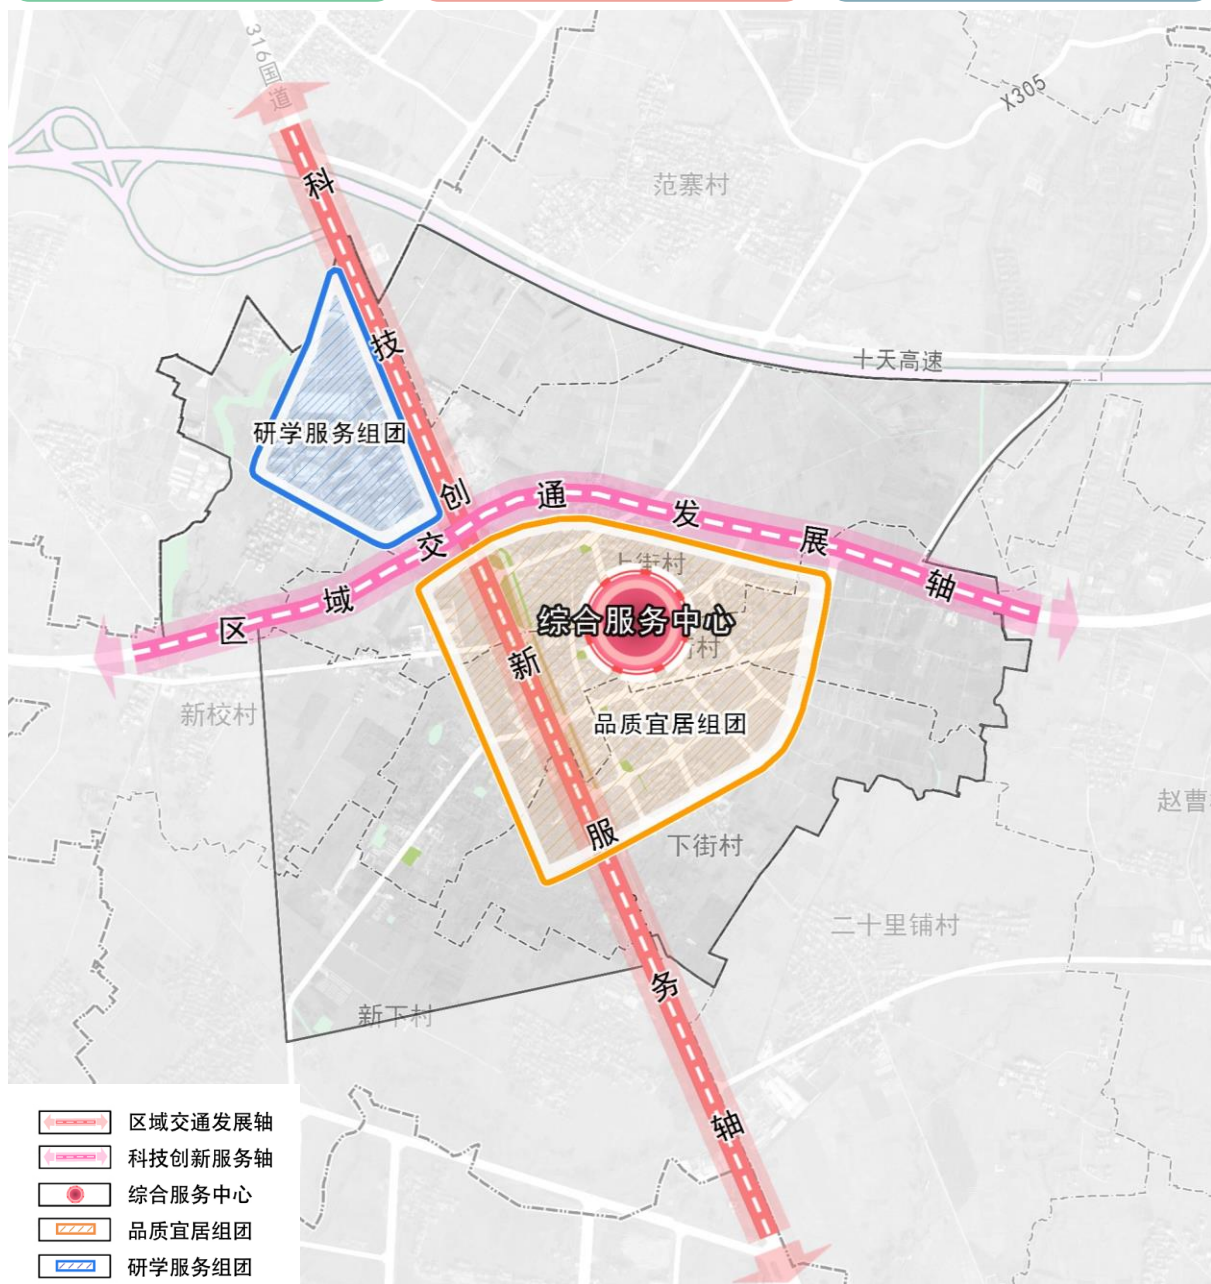 316国道
X305
范寨村
十天高速
科技创新服务轴
研学服务组团
区域交通发展轴
上街村
综合服务中心
街村
品质宜居组团
新校村
下街村
赵曹
二十里铺村
新下村
区域交通发展轴
科技创新服务轴
综合服务中心
品质宜居组团
研学服务组团